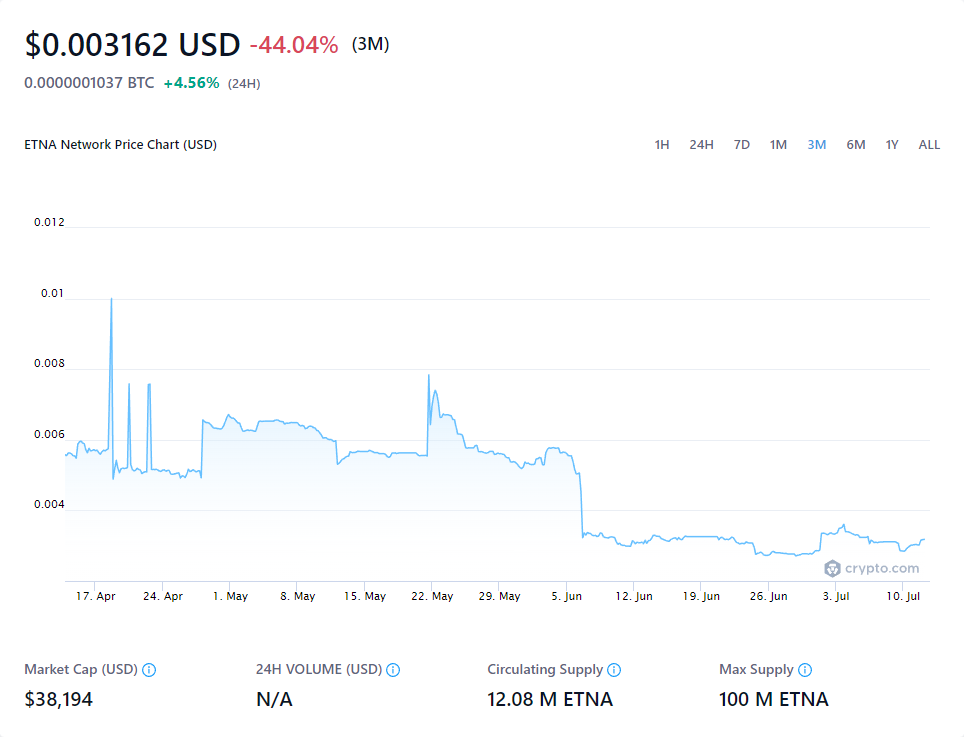 $0.003162 USD -44.04% (3M)
0.0000001037 BTC +4.56% (24H)
ETNA Network Price Chart (USD) 1H 24H 7D 1M 3M 6M 1Y ALL
0.012
0.01
0.008
0.006
0.004
crypto.com
17. Apr 24. Apr 1. May 8. May 15. May 22. May 29. May 5. Jun 12. Jun 19. Jun 26. Jun 3. Jul 10. Jul
Market Cap (USD) 24H VOLUME (USD) Circulating Supply Max Supply
$38,194 N/A 12.08 M ETNA 100 M ETNA